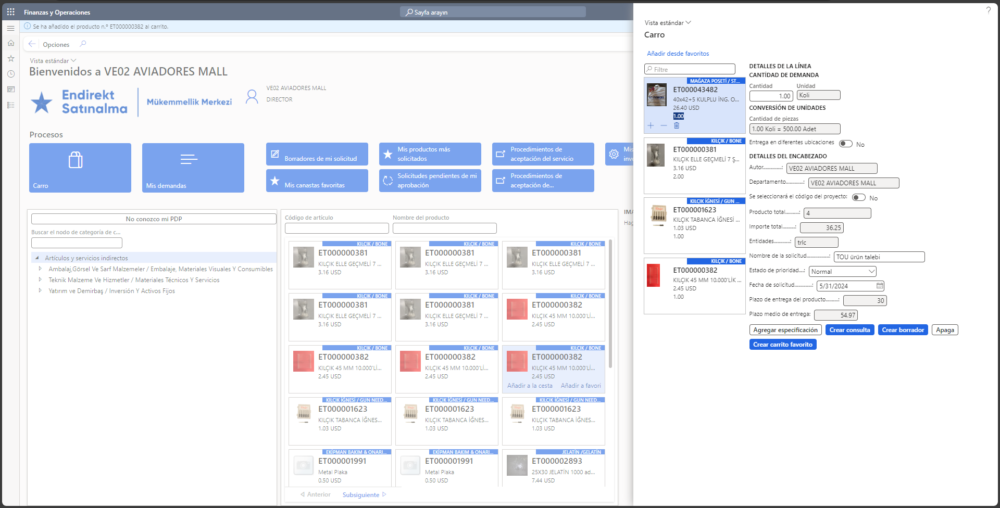 Finanzas y Operaciones
Sayfa arayın
?
Se ha añadido el producto n.º ET000000382 al carrito.
Opciones
Vista estándar
Bienvenidos a VE02 AVIADORES MALL
Endirekt
Satınalma
Mükemmellik Merkezi
VE02 AVIADORES MALL
DIRECTOR
Procesos
Carro
Mis demandas
Borradores de mi solicitud
Mis canastas favoritas
Mis productos más
solicitados
Solicitudes pendientes de mi
aprobación
Procedimientos de
aceptación del servicio
Procedimientos de
aceptación de...
Mis
inve
No conozco mi PDP
Buscar el nodo de categoría de c...
Artículos y servicios indirectos
Ambalaj,Görsel Ve Sarf Malzemeler / Embalaje, Materiales Visuales Y Consumibles
Teknik Malzeme Ve Hizmetler / Materiales Técnicos Y Servicios
Yatırım ve Demirbaş / Inversión Y Activos Fijos
Código de artículo
Nombre del producto
IMA
Hag
KILÇIK / BONE
ET000000381
KILÇIK ELLE GEÇMELİ 7 ...
3.16 USD
KILÇIK / BONE
ET000000381
KILÇIK ELLE GEÇMELİ 7 ...
3.16 USD
KILÇIK / BONE
ET000000381
KILÇIK ELLE GEÇMELİ 7 ...
3.16 USD
KILÇIK / BONE
ET000000381
KILÇIK ELLE GEÇMELİ 7 ...
3.16 USD
KILÇIK / BONE
ET000000381
KILÇIK ELLE GEÇMELİ 7 ...
3.16 USD
KILÇIK / BONE
ET000000382
KILÇIK 45 MM 10.000'Lİ...
2.45 USD
KILÇIK / BONE
ET000000382
KILÇIK 45 MM 10.000'Lİ...
2.45 USD
KILÇIK / BONE
ET000000382
KILÇIK 45 MM 10.000'Lİ...
2.45 USD
KILÇIK / BONE
ET000000382
KILÇIK 45 MM 10.000'Lİ...
2.45 USD
Añadir a la cesta
Añadir a favori
KILÇIK İĞNESİ / GUN NEED...
ET000001623
KILÇIK TABANCA İĞNES...
1.03 USD
KILÇIK İĞNESİ / GUN NEED...
ET000001623
KILÇIK TABANCA İĞNES...
1.03 USD
KILÇIK İĞNESİ / GUN NEED...
ET000001623
KILÇIK TABANCA İĞNES...
1.03 USD
EKİPMAN BAKIM & ONARI...
ET000001991
Metal Plaka
0.50 USD
EKİPMAN BAKIM & ONARI...
ET000001991
Metal Plaka
0.50 USD
JELATİN /GELATİN
ET000002893
25X30 JELATİN 1000 ad...
7.44 USD
Anterior
Subsiguiente
Vista estándar
Carro
Añadir desde favoritos
Filtre
MAĞAZA POŞETİ / ST...
ET000043482
40x42+5 KULPLU İNG. O...
26.40 USD
1.00
KILÇIK / BONE
ET000000381
KILÇIK ELLE GEÇMELİ 7 Ş...
3.16 USD
2.00
KILÇIK İĞNESİ / GUN ...
ET000001623
KILÇIK TABANCA İĞNESİ ...
1.03 USD
1.00
KILÇIK / BONE
ET000000382
KILÇIK 45 MM 10.000'LİK ...
2.45 USD
1.00
DETALLES DE LA LÍNEA
CANTİDAD DE DEMANDA
Cantidad
Unidad
1.00
Koli
CONVERSIÓN DE UNIDADES
Cantidad de piezas
1.00 Koli = 500.00 Adet
Entrega en diferentes ubicaciones
No
DETALLES DEL ENCABEZADO
Autor..............:
VE02 AVIADORES MALL
Departamento.............:
VE02 AVIADORES MALL
Se seleccionará el código del proyecto:
No
Producto total..........:
4
Importe total.........:
36.25
Entidades............:
trlc
Nombre de la solicitud.................:
TOU ürün talebi
Estado de prioridad....:
Normal
Fecha de solicitud.............:
5/31/2024
Plazo de entrega del producto.........:
30
Plazo medio de entrega:
54.97
Agregar especificación
Crear consulta
Crear borrador
Apaga
Crear carrito favorito